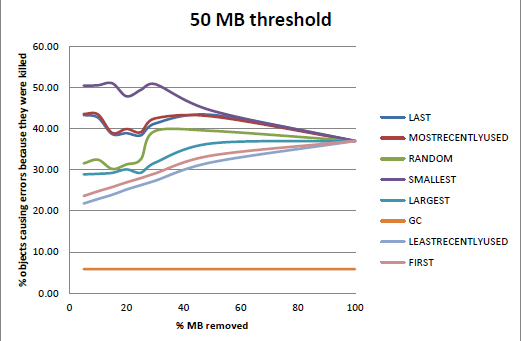 50 MB threshold
% objects causing errors because they were killed
60.00
50.00
40.00
30.00
20.00
10.00
0.00
0
20
40
60
80
100
% MB removed
LAST
MOSTRECENTLYUSED
RANDOM
SMALLEST
LARGEST
GC
LEASTRECENTLYUSED
FIRST